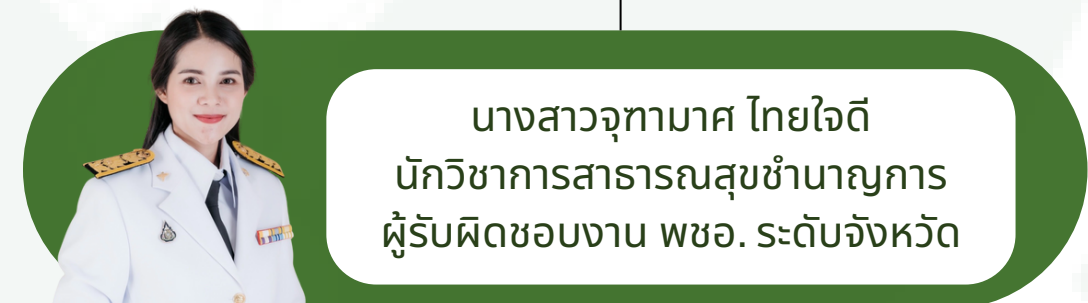 นางสาวจุฑามาศ ไทยใจดี
นักวิชาการสาธารณสุขชำนาญการ
ผู้รับผิดชอบงาน พชอ. ระดับจังหวัด